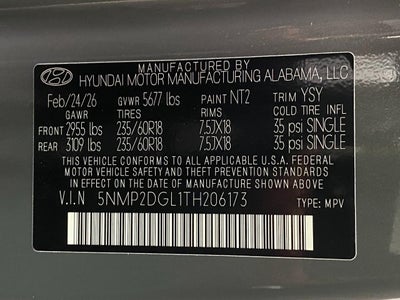 MANUFACTURED BY
HYUNDAI MOTOR MANUFACTURING ALABAMA, LLC
Feb/24/26 GVWR 5677 lbs PAINT NT2 TRIM YSY
GAWR TIRES RIMS COLD TIRE INFL
FRONT 2955 lbs 235/60R18 7.5JX18 35 psi SINGLE
REAR 3109 lbs 235/60R18 7.5JX18 35 psi SINGLE
THIS VEHICLE CONFORMS TO ALL APPLICABLE U.S.A. FEDERAL
MOTOR VEHICLE SAFETY AND THEFT PREVENTION STANDARDS
IN EFFECT ON THE DATE OF MANUFACTURE SHOWN ABOVE.
V.I.N 5NMP2DGL1TH206173 TYPE: MPV